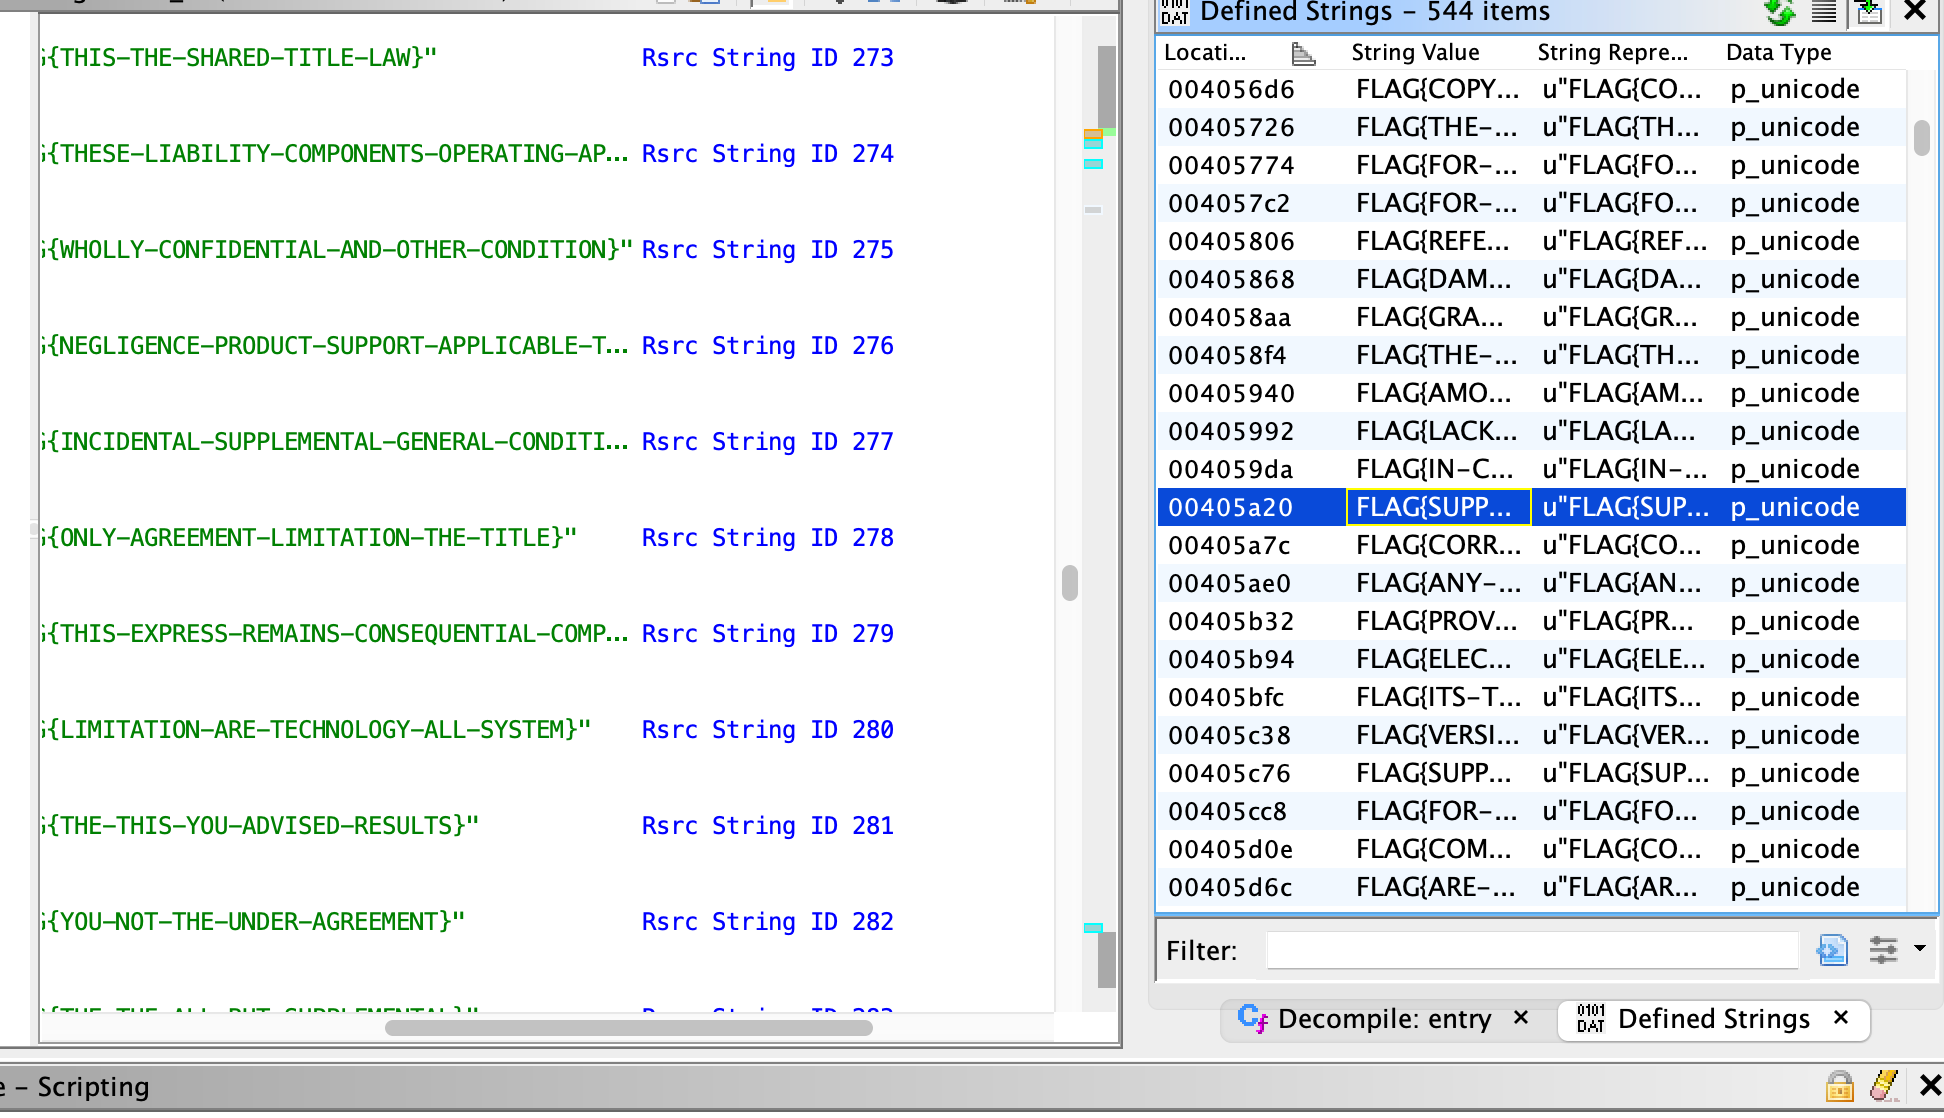 {THIS-THE-SHARED-TITLE-LAW}" Rsrc String ID 273
{THESE-LIABILITY-COMPONENTS-OPERATING-AP... Rsrc String ID 274
{WHOLLY-CONFIDENTIAL-AND-OTHER-CONDITION}" Rsrc String ID 275
{NEGLIGENCE-PRODUCT-SUPPORT-APPLICABLE-T... Rsrc String ID 276
{INCIDENTAL-SUPPLEMENTAL-GENERAL-CONDITI... Rsrc String ID 277
{ONLY-AGREEMENT-LIMITATION-THE-TITLE}" Rsrc String ID 278
{THIS-EXPRESS-REMAINS-CONSEQUENTIAL-COMP... Rsrc String ID 279
{LIMITATION-ARE-TECHNOLOGY-ALL-SYSTEM}" Rsrc String ID 280
{THE-THIS-YOU-ADVISED-RESULTS}" Rsrc String ID 281
{YOU-NOT-THE-UNDER-AGREEMENT}" Rsrc String ID 282
0101 DAT Defined Strings - 544 items
Locati... String Value String Repre... Data Type
004056d6 FLAG{COPY... u"FLAG{CO... p_unicode
00405726 FLAG{THE-... u"FLAG{TH... p_unicode
00405774 FLAG{FOR-... u"FLAG{FO... p_unicode
004057c2 FLAG{FOR-... u"FLAG{FO... p_unicode
00405806 FLAG{REFE... u"FLAG{REF... p_unicode
00405868 FLAG{DAM... u"FLAG{DA... p_unicode
004058aa FLAG{GRA... u"FLAG{GR... p_unicode
004058f4 FLAG{THE-... u"FLAG{TH... p_unicode
00405940 FLAG{AMO... u"FLAG{AM... p_unicode
00405992 FLAG{LACK... u"FLAG{LA... p_unicode
004059da FLAG{IN-C... u"FLAG{IN-... p_unicode
00405a20 FLAG{SUPP... u"FLAG{SUP... p_unicode
00405a7c FLAG{CORR... u"FLAG{CO... p_unicode
00405ae0 FLAG{ANY-... u"FLAG{AN... p_unicode
00405b32 FLAG{PROV... u"FLAG{PR... p_unicode
00405b94 FLAG{ELEC... u"FLAG{ELE... p_unicode
00405bfc FLAG{ITS-T... u"FLAG{ITS... p_unicode
00405c38 FLAG{VERSI... u"FLAG{VER... p_unicode
00405c76 FLAG{SUPP... u"FLAG{SUP... p_unicode
00405cc8 FLAG{FOR-... u"FLAG{FO... p_unicode
00405d0e FLAG{COM... u"FLAG{CO... p_unicode
00405d6c FLAG{ARE-... u"FLAG{AR... p_unicode
Filter:
Decompile: entry × 0101 DAT Defined Strings ×
- Scripting